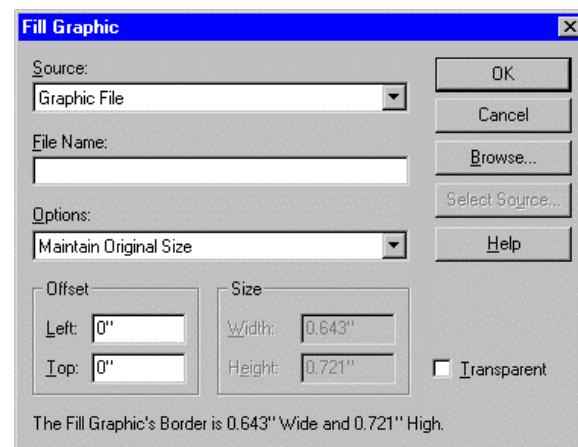 Fill Graphic
Source:
Graphic File
File Name:
Options:
Maintain Original Size
Offset
Left: 0"
Top: 0"
Size
Width: 0.643"
Height: 0.721"
OK
Cancel
Browse...
Select Source...
Help
Transparent
The Fill Graphic's Border is 0.643" Wide and 0.721" High.